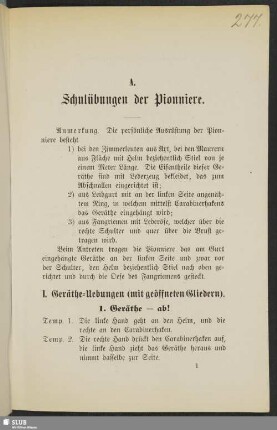 277.
A.
Schulübungen der Pionniere.
Anmerkung. Die persönliche Ausrüstung der Pion-
niere besteht
1) bei den Zimmerleuten aus Axt, bei den Maurern
aus Fläche mit Helm beziehentlich Stiel von je
einem Meter Länge. Die Eisentheile dieser Ge-
räthe sind mit Lederzeug bekleidet, das zum
Abschnallen eingerichtet ist;
2) aus Leibgurt mit an der linken Seite angenäh-
tem Ring, in welchem mittelst Carabinerhakens
das Geräthe eingehängt wird;
3) aus Fangriemen mit Lederöse, welcher über die
rechte Schulter und quer über die Brust ge-
tragen wird.
Beim Antreten tragen die Pionniere das am Gurt
eingehängte Geräthe an der linken Seite und zwar vor
der Schulter, den Helm beziehentlich Stiel nach oben ge-
richtet und durch die Oese des Fangriemens gesteckt.
I. Geräthe-Uebungen (mit geöffneten Gliedern).
1. Geräthe — ab!
Temp. 1. Die linke Hand geht an den Helm, und die
rechte an den Carabinerhaken.
Temp. 2. Die rechte Hand drückt den Carabinerhaken auf,
die linke Hand zieht das Geräthe heraus und
nimmt dasselbe zur Seite.
1
SLUB